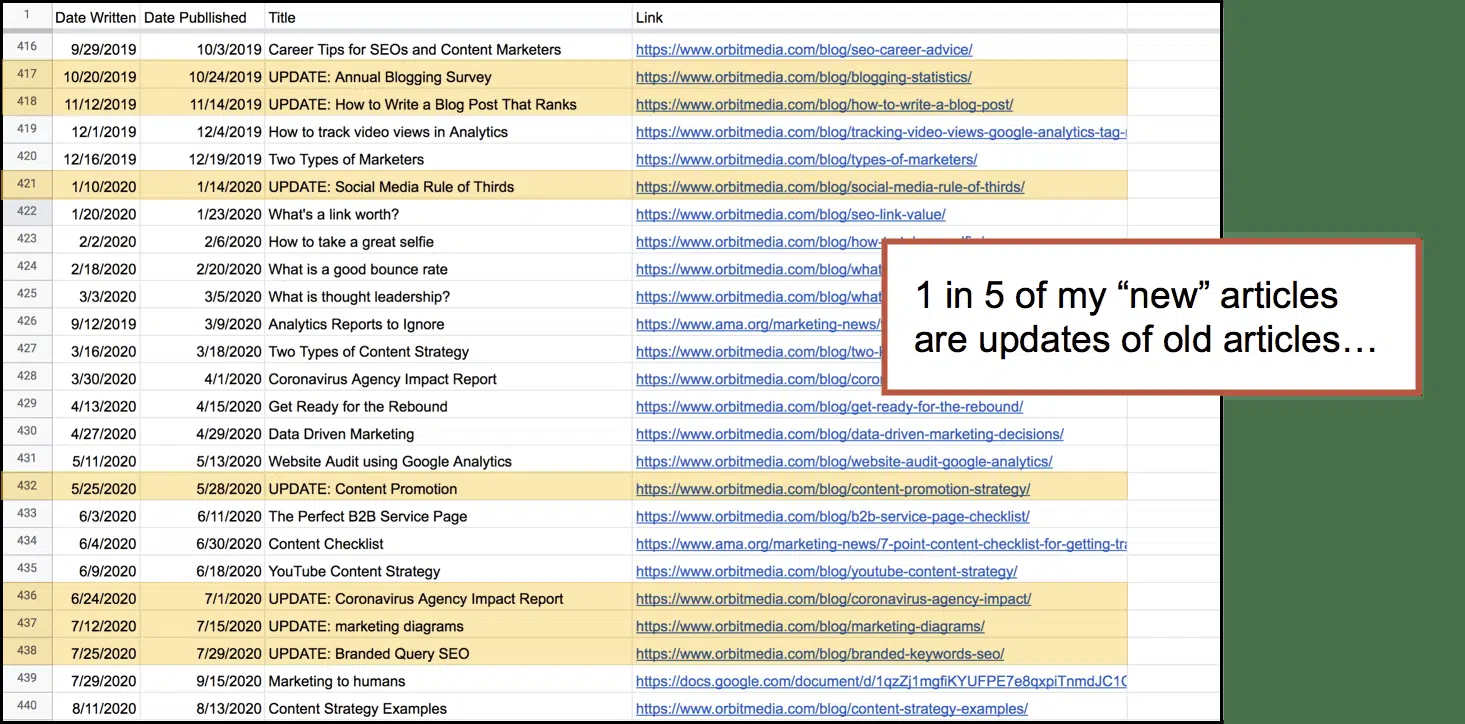 1 Date Written Date Publlished Title Link
416 9/29/2019 10/3/2019 Career Tips for SEOs and Content Marketers https://www.orbitmedia.com/blog/seo-career-advice/
417 10/20/2019 10/24/2019 UPDATE: Annual Blogging Survey https://www.orbitmedia.com/blog/blogging-statistics/
418 11/12/2019 11/14/2019 UPDATE: How to Write a Blog Post That Ranks https://www.orbitmedia.com/blog/how-to-write-a-blog-post/
419 12/1/2019 12/4/2019 How to track video views in Analytics https://www.orbitmedia.com/blog/tracking-video-views-google-analytics-tag-
420 12/16/2019 12/19/2019 Two Types of Marketers https://www.orbitmedia.com/blog/types-of-marketers/
421 1/10/2020 1/14/2020 UPDATE: Social Media Rule of Thirds https://www.orbitmedia.com/blog/social-media-rule-of-thirds/
422 1/20/2020 1/23/2020 What's a link worth? https://www.orbitmedia.com/blog/seo-link-value/
423 2/2/2020 2/6/2020 How to take a great selfie https://www.orbitmedia.com/blog/how-
424 2/18/2020 2/20/2020 What is a good bounce rate https://www.orbitmedia.com/blog/what
425 3/3/2020 3/5/2020 What is thought leadership? https://www.orbitmedia.com/blog/what
426 9/12/2019 3/9/2020 Analytics Reports to Ignore https://www.ama.org/marketing-news/
427 3/16/2020 3/18/2020 Two Types of Content Strategy https://www.orbitmedia.com/blog/two-
428 3/30/2020 4/1/2020 Coronavirus Agency Impact Report https://www.orbitmedia.com/blog/coro
429 4/13/2020 4/15/2020 Get Ready for the Rebound https://www.orbitmedia.com/blog/get-ready-for-the-rebound/
430 4/27/2020 4/29/2020 Data Driven Marketing https://www.orbitmedia.com/blog/data-driven-marketing-decisions/
431 5/11/2020 5/13/2020 Website Audit using Google Analytics https://www.orbitmedia.com/blog/website-audit-google-analytics/
432 5/25/2020 5/28/2020 UPDATE: Content Promotion https://www.orbitmedia.com/blog/content-promotion-strategy/
433 6/3/2020 6/11/2020 The Perfect B2B Service Page https://www.orbitmedia.com/blog/b2b-service-page-checklist/
434 6/4/2020 6/30/2020 Content Checklist https://www.ama.org/marketing-news/7-point-content-checklist-for-getting-tra
435 6/9/2020 6/18/2020 YouTube Content Strategy https://www.orbitmedia.com/blog/youtube-content-strategy/
436 6/24/2020 7/1/2020 UPDATE: Coronavirus Agency Impact Report https://www.orbitmedia.com/blog/coronavirus-agency-impact/
437 7/12/2020 7/15/2020 UPDATE: marketing diagrams https://www.orbitmedia.com/blog/marketing-diagrams/
438 7/25/2020 7/29/2020 UPDATE: Branded Query SEO https://www.orbitmedia.com/blog/branded-keywords-seo/
439 7/29/2020 9/15/2020 Marketing to humans https://docs.google.com/document/d/1qzZj1mgfiKYUFPE7e8qxpiTnmdJC1
440 8/11/2020 8/13/2020 Content Strategy Examples https://www.orbitmedia.com/blog/content-strategy-examples/
1 in 5 of my “new” articles
are updates of old articles…